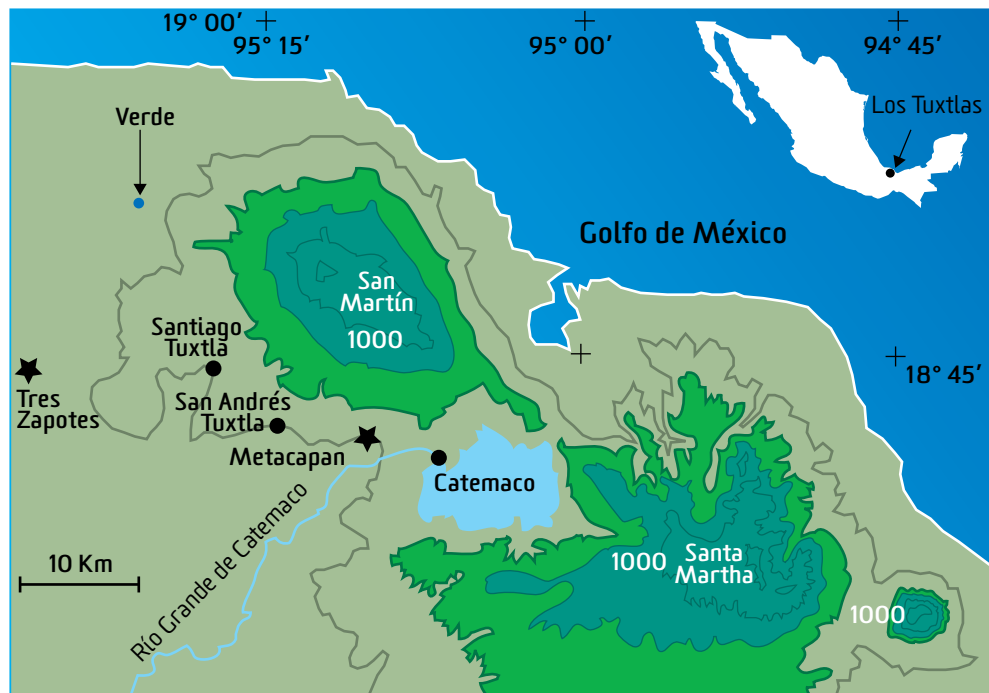 19° 00′
95° 15′
95° 00′
94° 45′
Verde
Los Tuxtlas
Golfo de México
San
Martín
1000
Santiago
Tuxtla
18° 45′
Tres
Zapotes
San Andrés
Tuxtla
Metacapan
Catemaco
Río Grande de Catemaco
10 Km
1000
Santa
Martha
1000